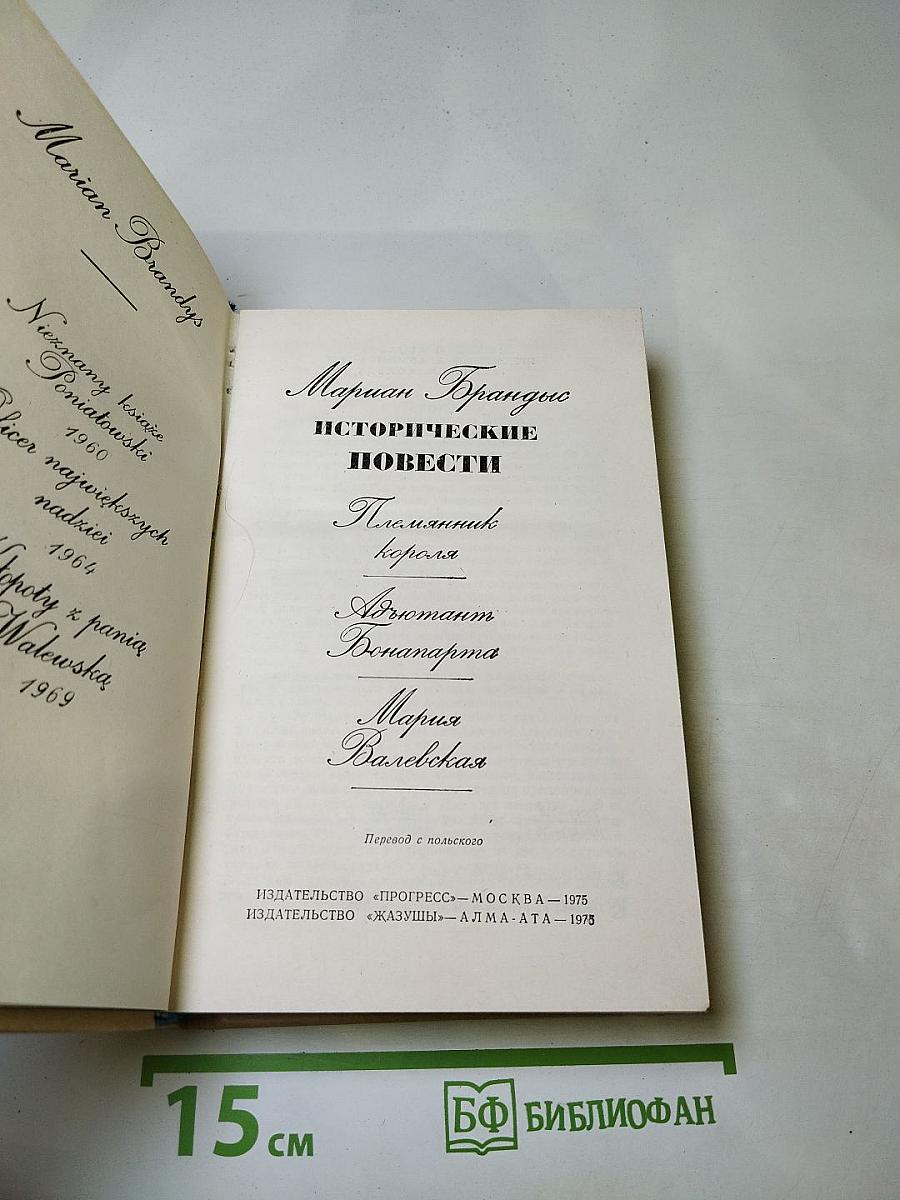 Marian Brandys
Nieznany książe
Poniatowski
1960
Oficer największych
nadziei
1964
Kłopoty z panią
Walewską
1969
Мариан Брандыс
ИСТОРИЧЕСКИЕ
ПОВЕСТИ
Племянник
короля
Адъютант
Бонапарта
Мария
Валевская
Перевод с польского
ИЗДАТЕЛЬСТВО «ПРОГРЕСС»—МОСКВА—1975
ИЗДАТЕЛЬСТВО «ЖАЗУШЫ»—АЛМА-АТА—1975
15 см
БФ БИБЛИОФАН